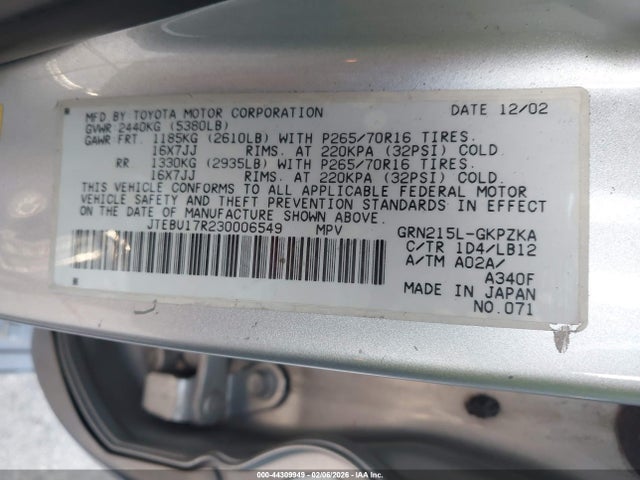 MFD BY TOYOTA MOTOR CORPORATION DATE 12/02
GVWR 2440KG (5380LB)
GAWR FRT. 1185KG (2610LB) WITH P265/70R16 TIRES.
16X7JJ RIMS. AT 220KPA (32PSI) COLD
RR 1330KG (2935LB) WITH P265/70R16 TIRES.
16X7JJ RIMS. AT 220KPA (32PSI) COLD
THIS VEHICLE CONFORMS TO ALL APPLICABLE FEDERAL MOTOR
VEHICLE SAFETY AND THEFT PREVENTION STANDARDS IN EFFECT
ON THE DATE OF MANUFACTURE SHOWN ABOVE.
JTEBU17R230006549 MPV GRN215L-GKPZKA
C/TR 1D4/LB12
A/TM A02A/
A340F
MADE IN JAPAN
NO.071
000-44309949 02/06/2026 - COPYRIGHT IAA, LLC